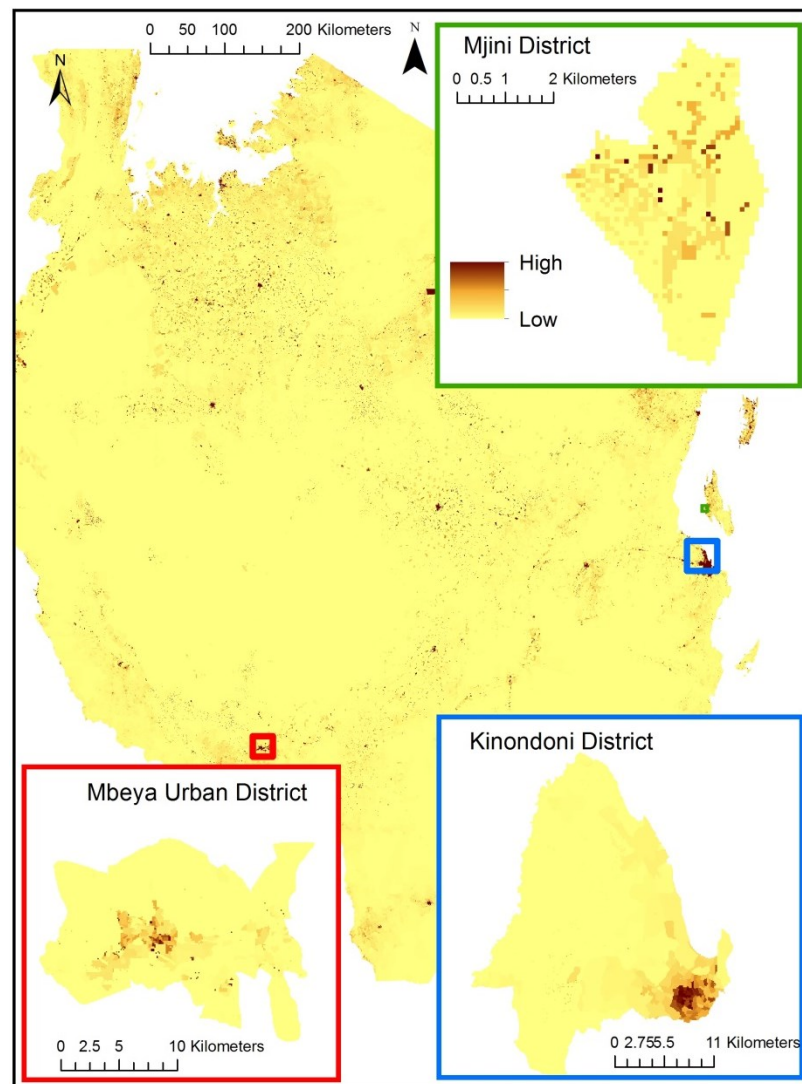 0 50 100 200 Kilometers
N
N
Mjini District
0 0.5 1 2 Kilometers
High
Low
Kinondoni District
0 2.755.5 11 Kilometers
Mbeya Urban District
0 2.5 5 10 Kilometers